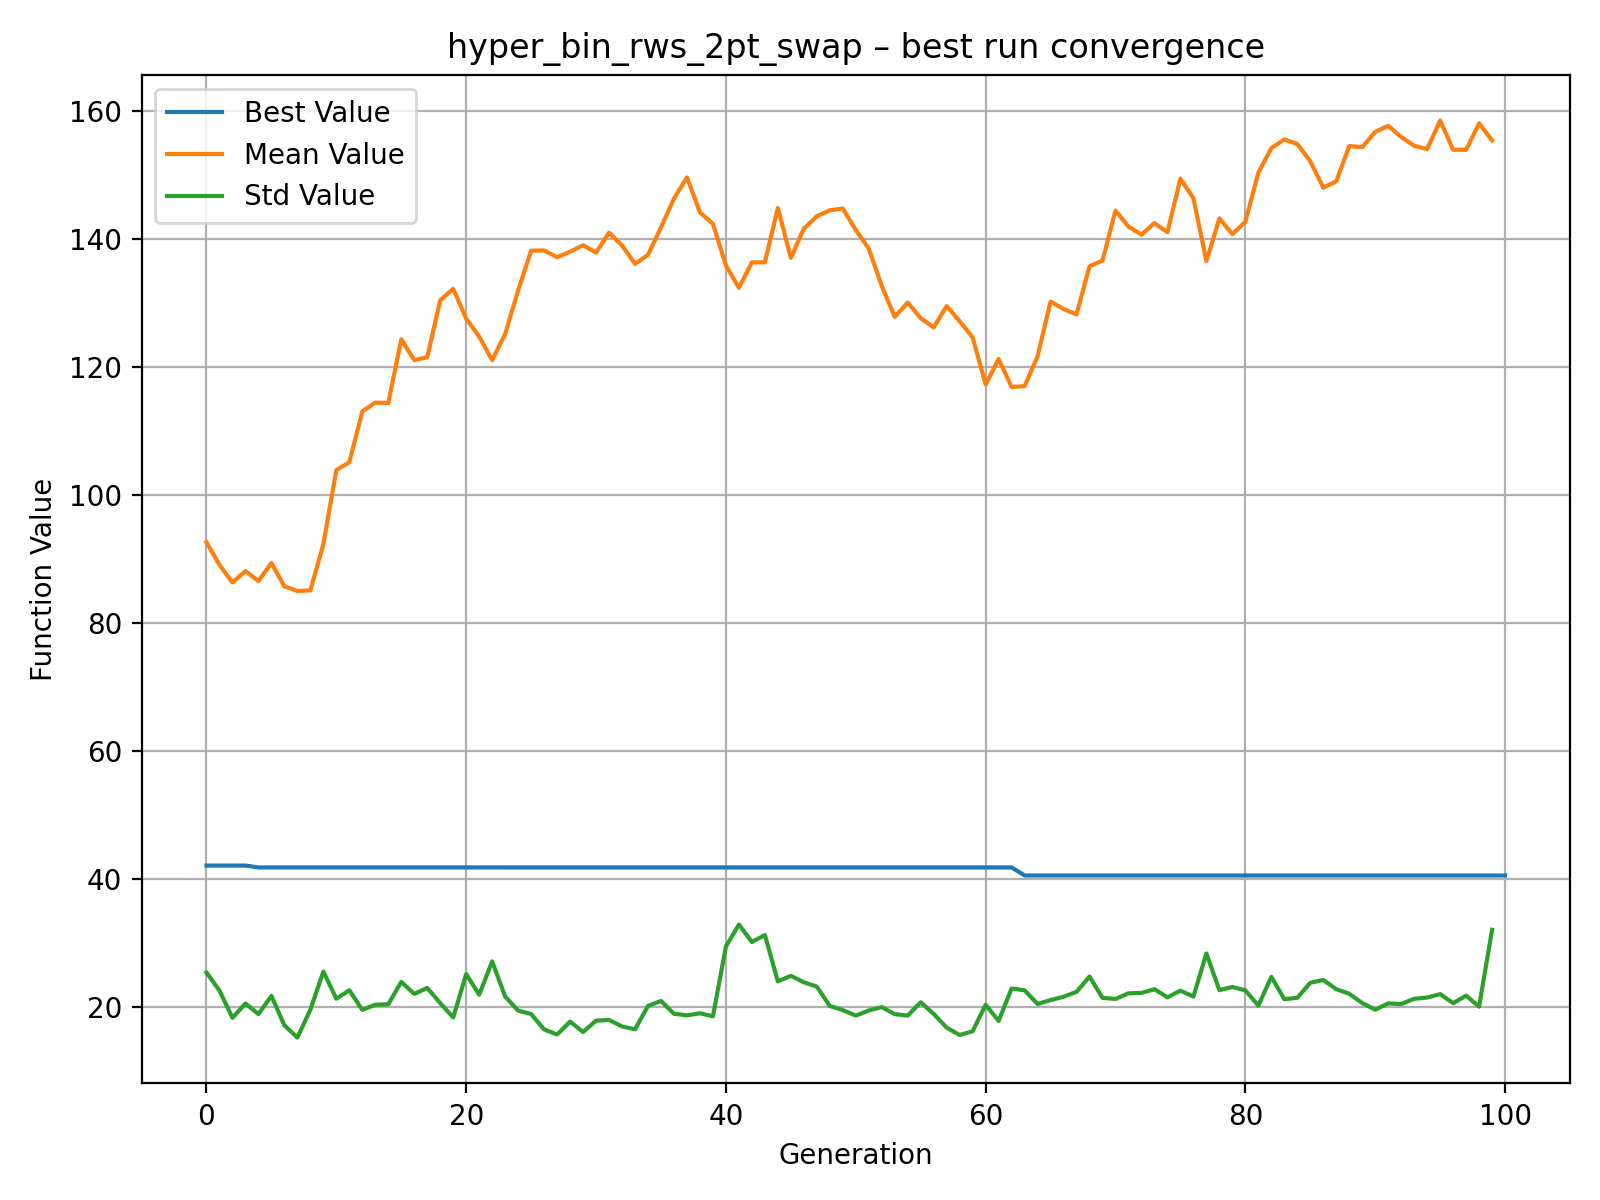 hyper_bin_rws_2pt_swap – best run convergence
160
140
120
100
80
60
40
20
Function Value
Best Value
Mean Value
Std Value
0
20
40
60
80
100
Generation